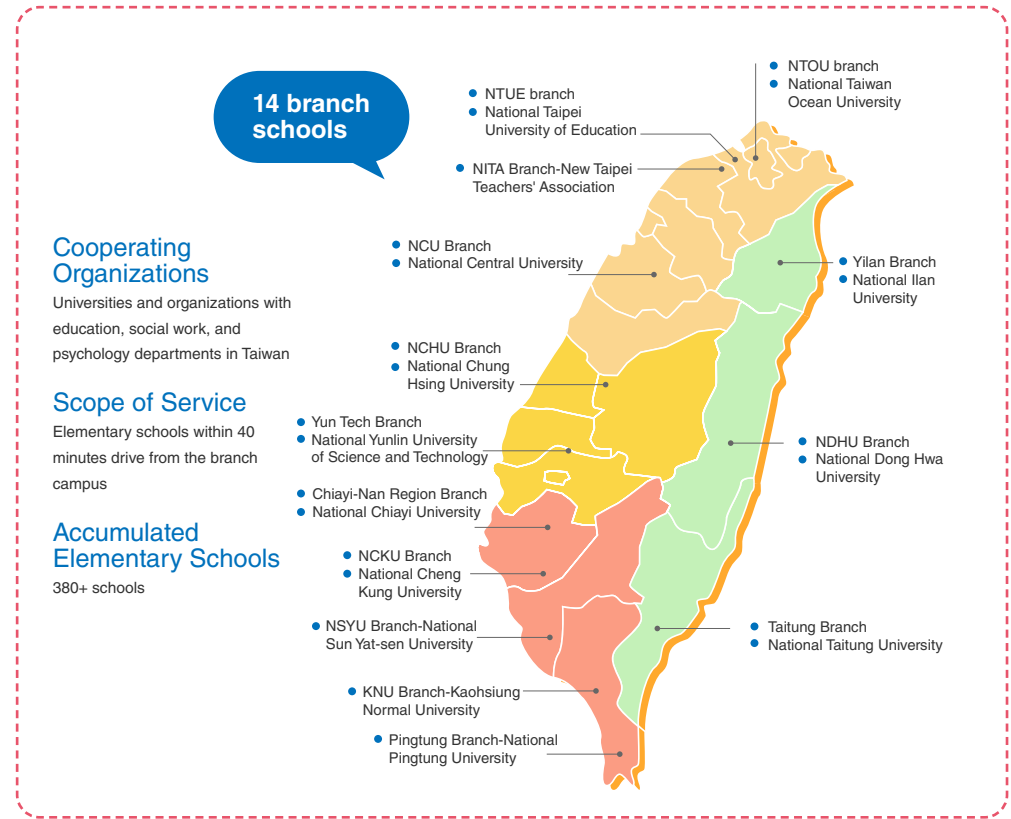 14 branch
schools
Cooperating
Organizations
Universities and organizations with
education, social work, and
psychology departments in Taiwan
Scope of Service
Elementary schools within 40
minutes drive from the branch
campus
Accumulated
Elementary Schools
380+ schools
NTOU branch
National Taiwan
Ocean University
NTUE branch
National Taipei
University of Education
NITA Branch-New Taipei
Teachers' Association
NCU Branch
National Central University
Yilan Branch
National Ilan
University
NCHU Branch
National Chung
Hsing University
Yun Tech Branch
National Yunlin University
of Science and Technology
NDHU Branch
National Dong Hwa
University
Chiayi-Nan Region Branch
National Chiayi University
NCKU Branch
National Cheng
Kung University
NSYU Branch-National
Sun Yat-sen University
Taitung Branch
National Taitung University
KNU Branch-Kaohsiung
Normal University
Pingtung Branch-National
Pingtung University